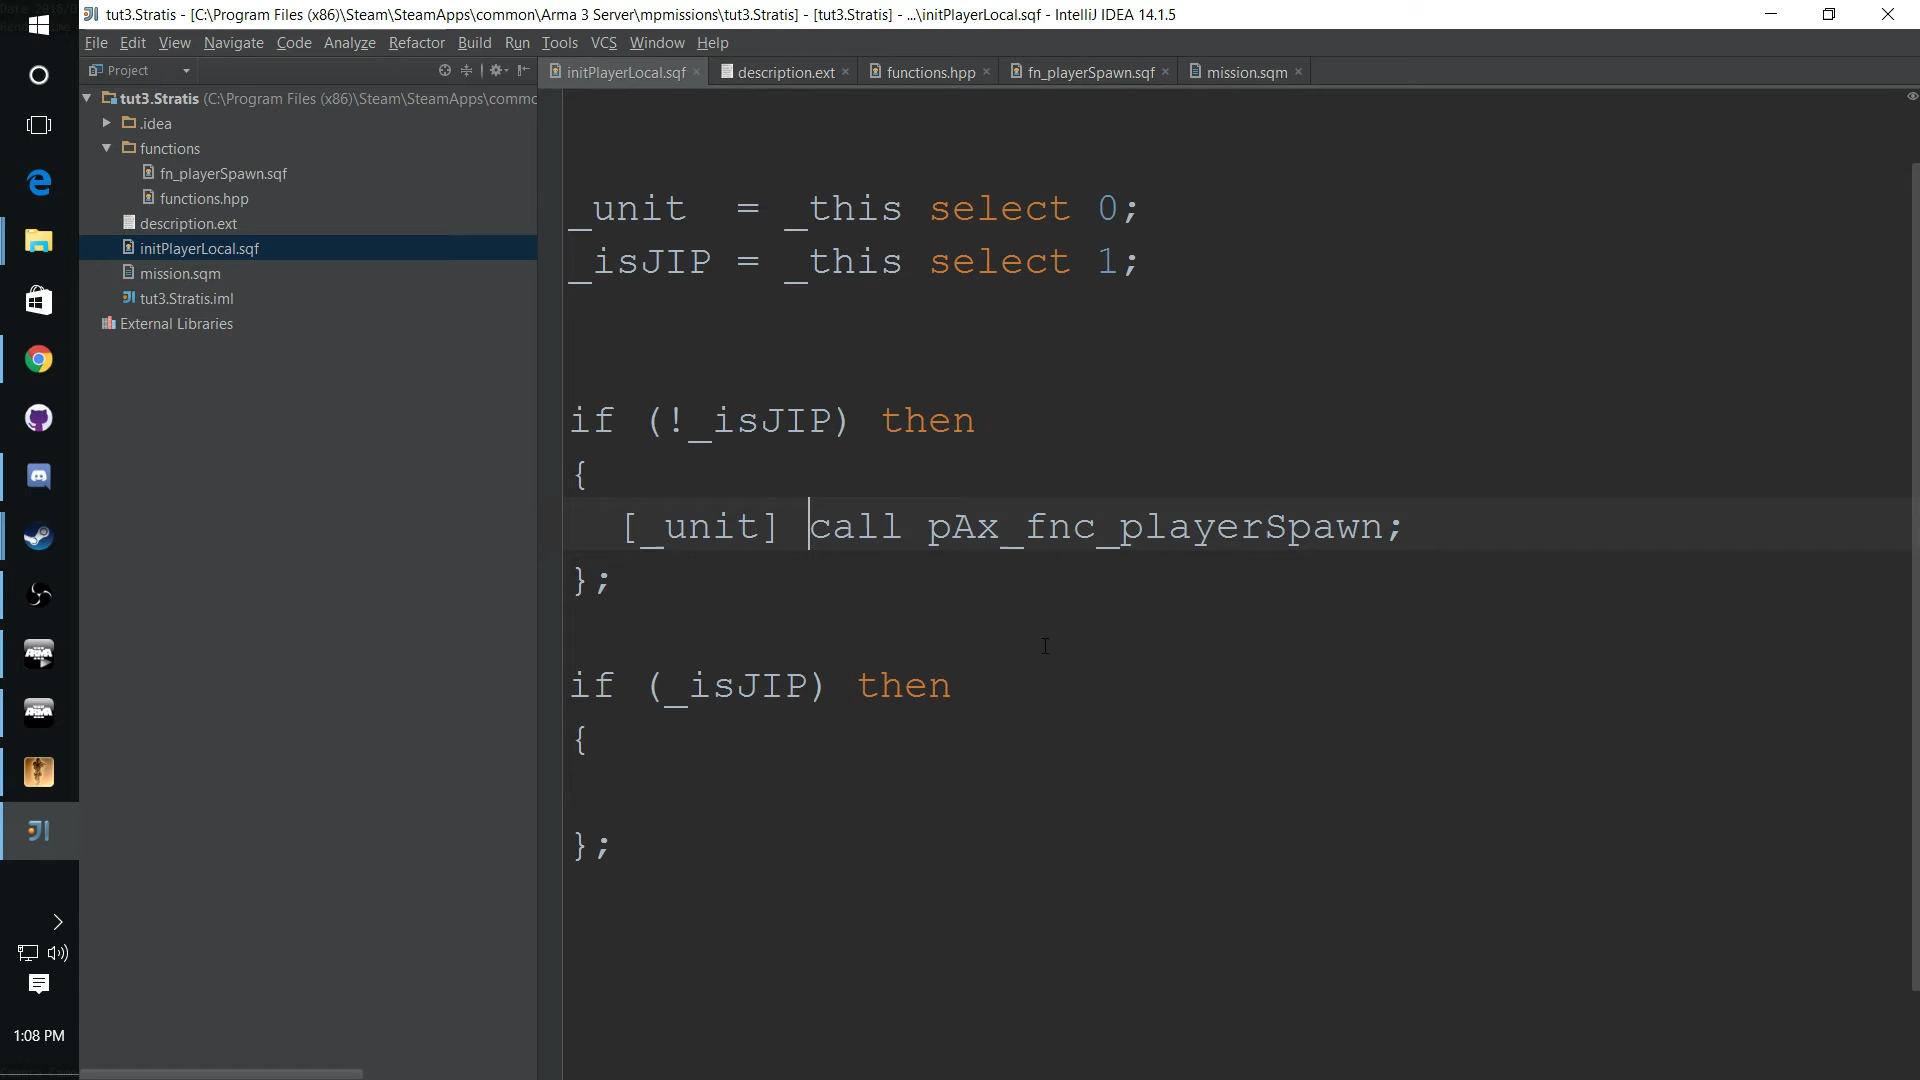 tut3.Stratis - [C:\Program Files (x86)\Steam\SteamApps\common\Arma 3 Server\mpmissions\tut3.Stratis] - [tut3.Stratis] - ...\initPlayerLocal.sqf - IntelliJ IDEA 14.1.5
File Edit View Navigate Code Analyze Refactor Build Run Tools VCS Window Help
Project
initPlayerLocal.sqf description.ext functions.hpp fn_playerSpawn.sqf mission.sqm
tut3.Stratis (C:\Program Files (x86)\Steam\SteamApps\commo
.idea
functions
fn_playerSpawn.sqf
functions.hpp
description.ext
initPlayerLocal.sqf
mission.sqm
tut3.Stratis.iml
External Libraries
_unit = _this select 0;
_isJIP = _this select 1;
if (!_isJIP) then
{
[_unit] call pAx_fnc_playerSpawn;
};
if (_isJIP) then
{
};
ARMA
ARMA
JI
1:08 PM